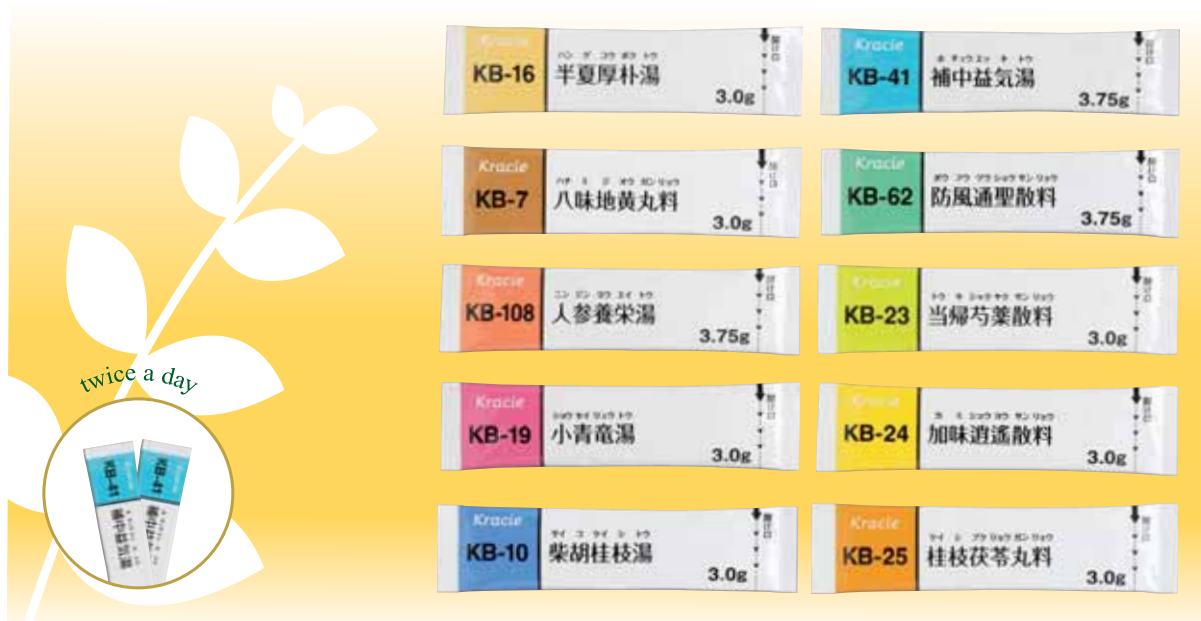 Kracie
KB-16
ハンゲコウボクトウ
半夏厚朴湯
3.0g
Kracie
KB-41
ホチュウエッキトウ
補中益気湯
3.75g
Kracie
KB-7
ハチミジオウガンリョウ
八味地黄丸料
3.0g
Kracie
KB-62
ボウフウツウショウサンリョウ
防風通聖散料
3.75g
Kracie
KB-108
ニンジンヨウエイトウ
人参養栄湯
3.75g
Kracie
KB-23
トウキシャクヤクサンリョウ
当帰芍薬散料
3.0g
Kracie
KB-19
ショウセイリュウトウ
小青竜湯
3.0g
Kracie
KB-24
カミショウヨウサンリョウ
加味逍遙散料
3.0g
Kracie
KB-10
サイコケイシトウ
柴胡桂枝湯
3.0g
Kracie
KB-25
ケイシブクリョウガンリョウ
桂枝茯苓丸料
3.0g
twice a day
KB-41
KB-41
補中益気湯